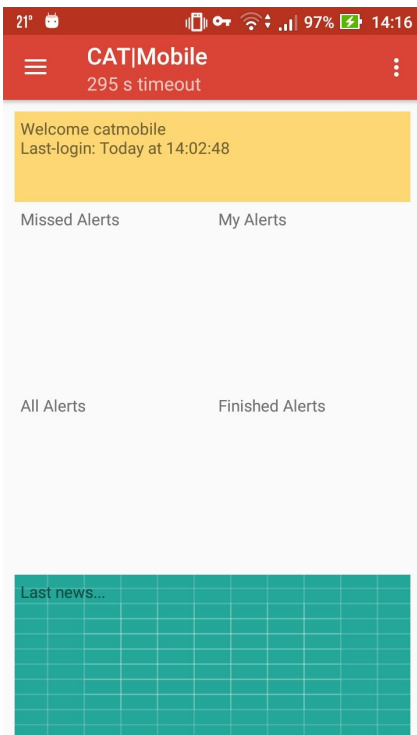 21° 97% 14:16
CAT|Mobile
295 s timeout
Welcome catmobile
Last-login: Today at 14:02:48
Missed Alerts My Alerts
All Alerts Finished Alerts
Last news...